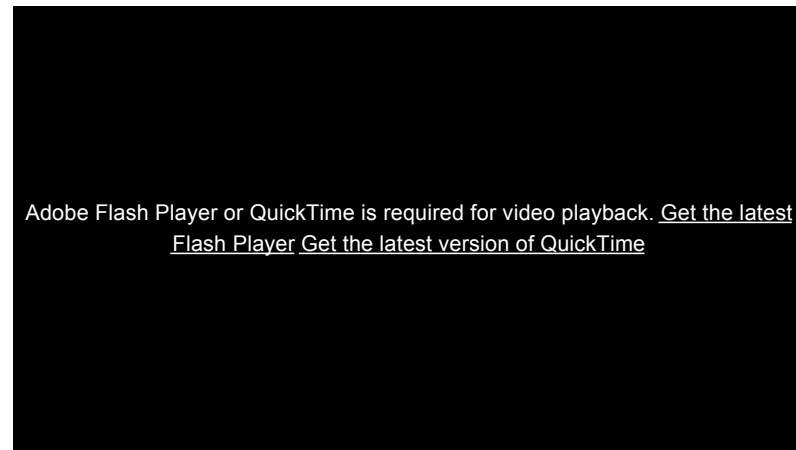 Adobe Flash Player or QuickTime is required for video playback. Get the latest
Flash Player Get the latest version of QuickTime